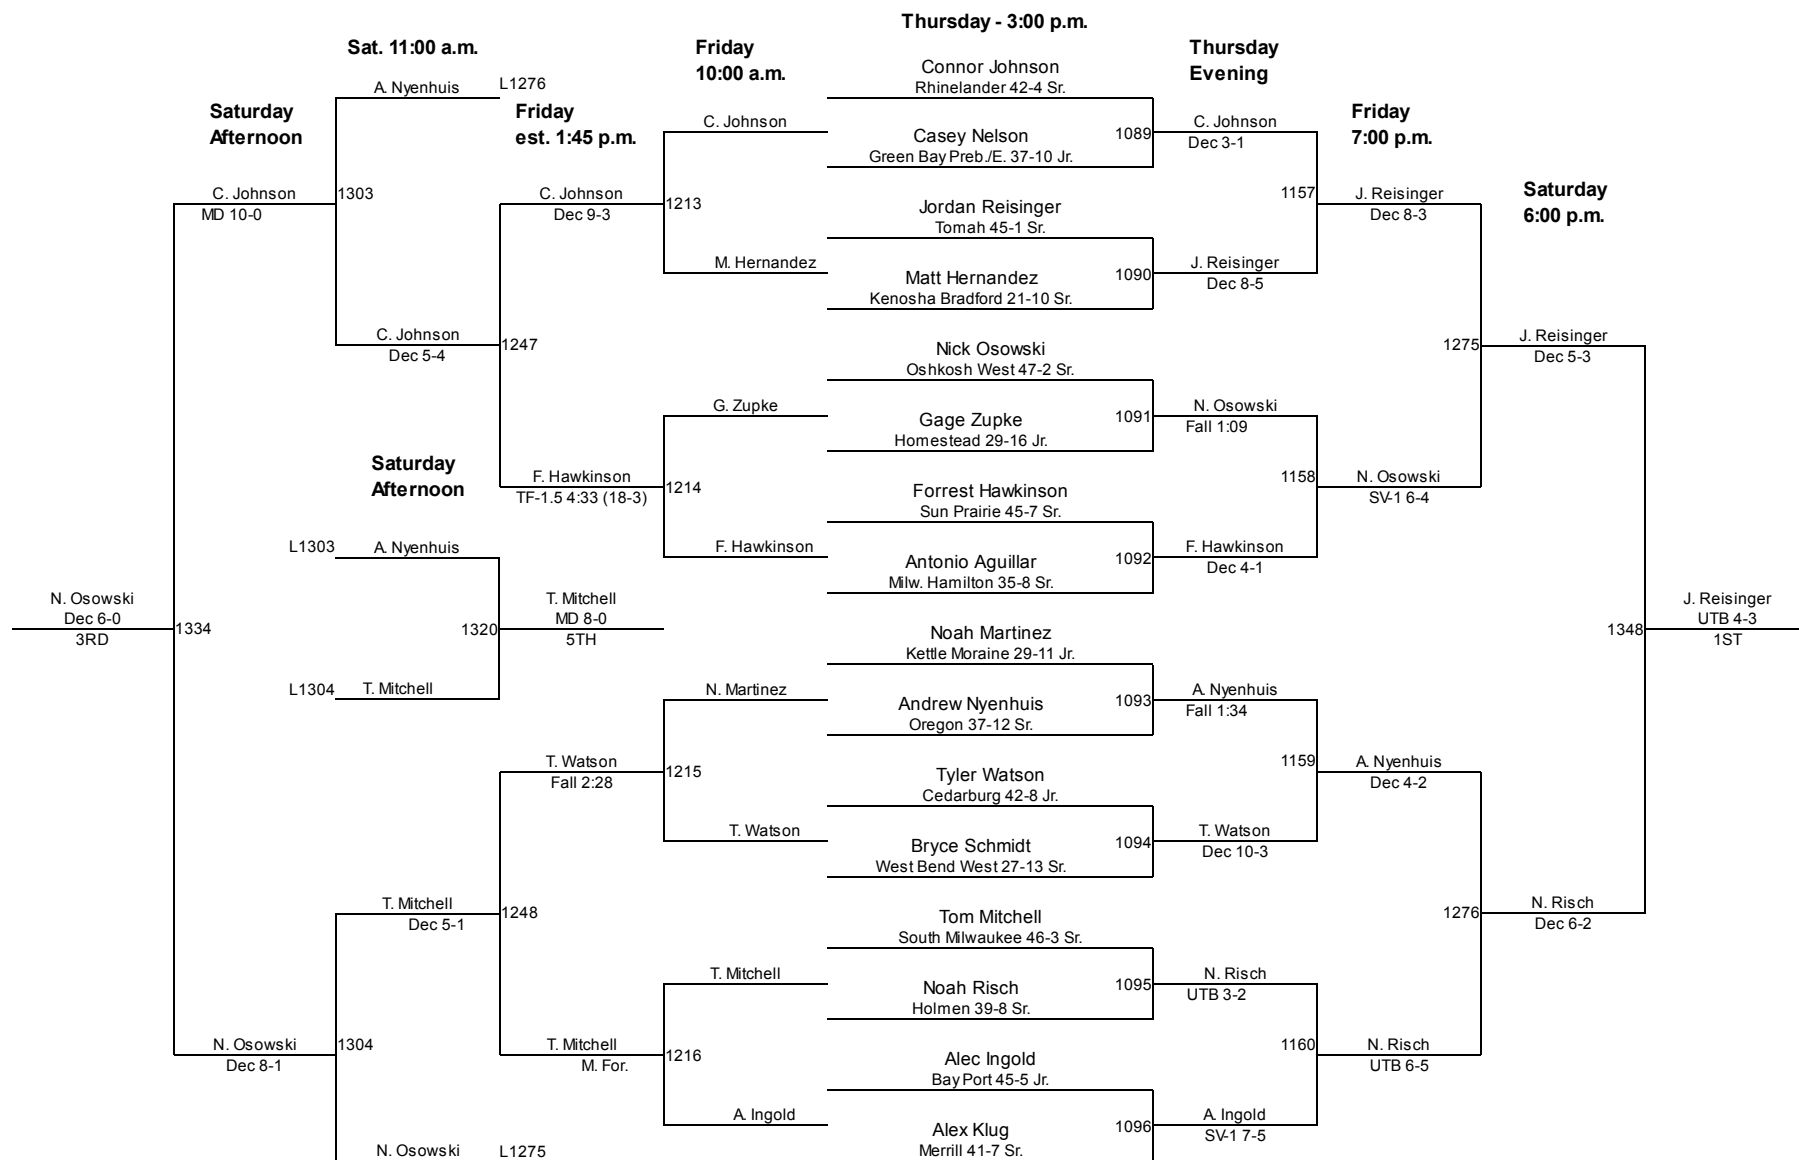 Thursday - 3:00 p.m.
Sat. 11:00 a.m.
Friday
10:00 a.m.
Thursday
Evening
Connor Johnson
Rhinelander 42-4 Sr.
A. Nyenhuis
L1276
Saturday
Afternoon
Friday
est. 1:45 p.m.
C. Johnson
Casey Nelson
Green Bay Preb./E. 37-10 Jr.
1089
C. Johnson
Dec 3-1
Friday
7:00 p.m.
C. Johnson
MD 10-0
1303
C. Johnson
Dec 9-3
1213
Jordan Reisinger
Tomah 45-1 Sr.
1157
J. Reisinger
Dec 8-3
Saturday
6:00 p.m.
M. Hernandez
Matt Hernandez
Kenosha Bradford 21-10 Sr.
1090
J. Reisinger
Dec 8-5
C. Johnson
Dec 5-4
1247
Nick Osowski
Oshkosh West 47-2 Sr.
1275
J. Reisinger
Dec 5-3
G. Zupke
Gage Zupke
Homestead 29-16 Jr.
1091
N. Osowski
Fall 1:09
Saturday
Afternoon
F. Hawkinson
TF-1.5 4:33 (18-3)
1214
Forrest Hawkinson
Sun Prairie 45-7 Sr.
1158
N. Osowski
SV-1 6-4
L1303
A. Nyenhuis
F. Hawkinson
Antonio Aguillar
Milw. Hamilton 35-8 Sr.
1092
F. Hawkinson
Dec 4-1
N. Osowski
Dec 6-0
3RD
1334
1320
T. Mitchell
MD 8-0
5TH
Noah Martinez
Kettle Moraine 29-11 Jr.
1348
J. Reisinger
UTB 4-3
1ST
L1304
T. Mitchell
N. Martinez
Andrew Nyenhuis
Oregon 37-12 Sr.
1093
A. Nyenhuis
Fall 1:34
T. Watson
Fall 2:28
1215
Tyler Watson
Cedarburg 42-8 Jr.
1159
A. Nyenhuis
Dec 4-2
T. Watson
Bryce Schmidt
West Bend West 27-13 Sr.
1094
T. Watson
Dec 10-3
T. Mitchell
Dec 5-1
1248
Tom Mitchell
South Milwaukee 46-3 Sr.
1276
N. Risch
Dec 6-2
T. Mitchell
Noah Risch
Holmen 39-8 Sr.
1095
N. Risch
UTB 3-2
N. Osowski
Dec 8-1
1304
T. Mitchell
M. For.
1216
Alec Ingold
Bay Port 45-5 Jr.
1160
N. Risch
UTB 6-5
A. Ingold
Alex Klug
Merrill 41-7 Sr.
1096
A. Ingold
SV-1 7-5
N. Osowski
L1275